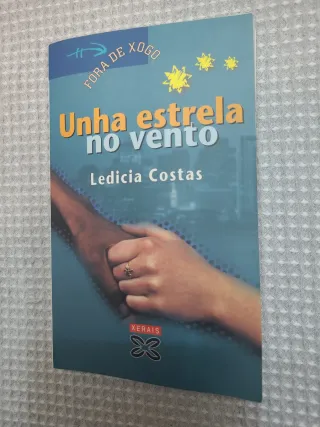 FORA DE XOGO
Unha estrela
no vento
Ledicia Costas
XERAIS